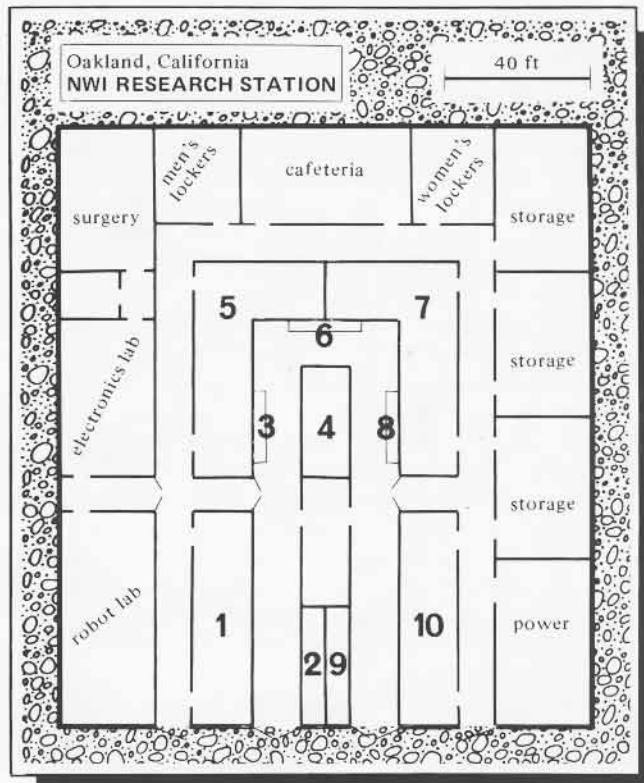 Oakland, California
NWI RESEARCH STATION
40 ft
men's
lockers
cafeteria
women's
lockers
surgery
storage
5
7
6
storage
electronics lab
3
4
8
storage
robot lab
1
10
power
2
9